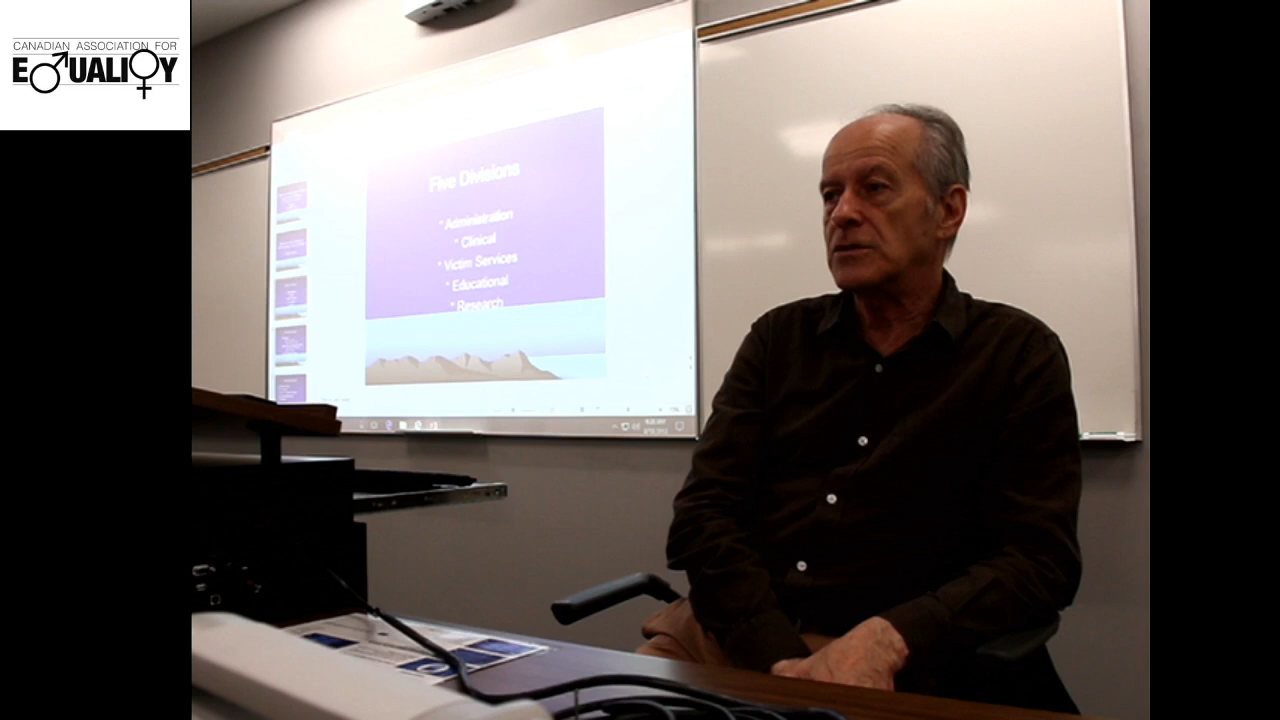 CANADIAN ASSOCIATION FOR
EQUALITY
Five Divisions
* Administration
* Clinical
* Victim Services
* Educational
* Research